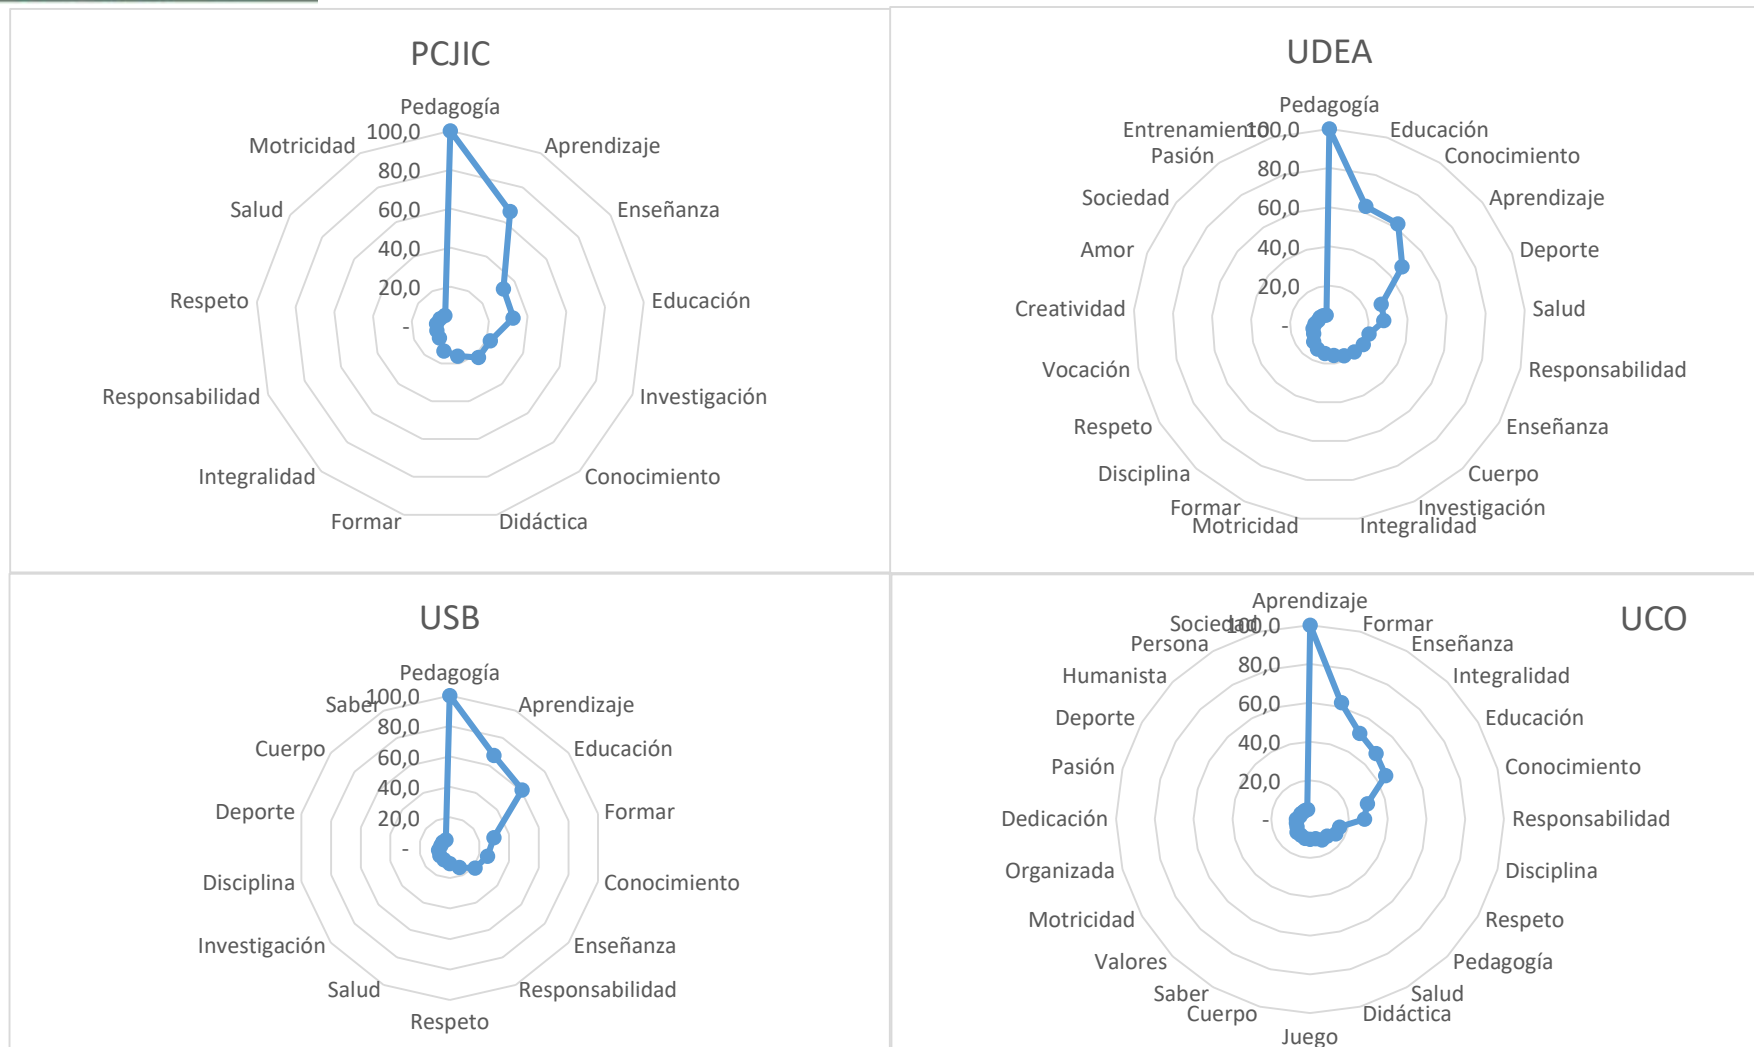 PCJIC
Pedagogía
Aprendizaje
Enseñanza
Educación
Investigación
Conocimiento
Didáctica
Formar
Integralidad
Responsabilidad
Respeto
Salud
Motricidad
100,0
80,0
60,0
40,0
20,0
-
UDEA
Pedagogía
Educación
Conocimiento
Aprendizaje
Deporte
Salud
Responsabilidad
Enseñanza
Cuerpo
Investigación
Integralidad
Motricidad
Formar
Disciplina
Respeto
Vocación
Creatividad
Amor
Sociedad
Pasión
Entrenamiento
100,0
80,0
60,0
40,0
20,0
-
USB
Pedagogía
Aprendizaje
Educación
Formar
Conocimiento
Enseñanza
Responsabilidad
Respeto
Salud
Investigación
Disciplina
Deporte
Cuerpo
Saber
100,0
80,0
60,0
40,0
20,0
-
UCO
Aprendizaje
Formar
Enseñanza
Integralidad
Educación
Conocimiento
Responsabilidad
Disciplina
Respeto
Pedagogía
Salud
Didáctica
Juego
Cuerpo
Saber
Valores
Motricidad
Organizada
Dedicación
Pasión
Deporte
Humanista
Persona
Sociedad
100,0
80,0
60,0
40,0
20,0
-